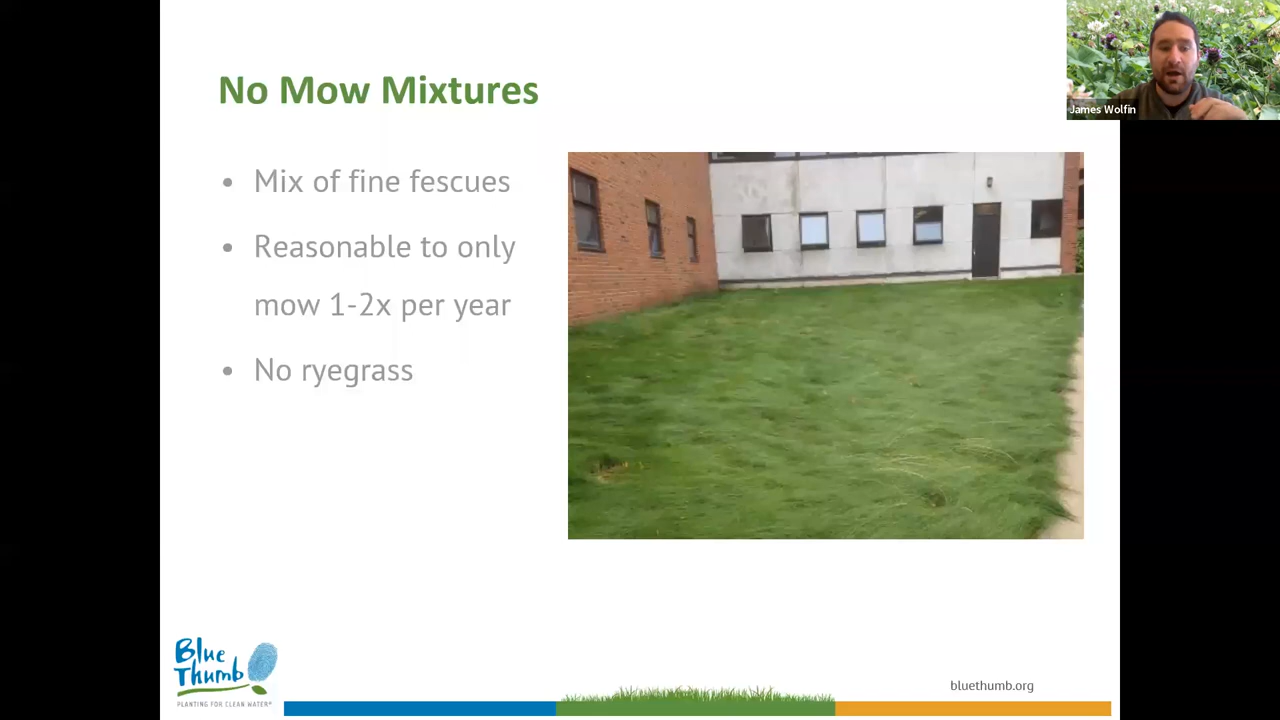 No Mow Mixtures
James Wolfin
• Mix of fine fescues
• Reasonable to only
mow 1-2x per year
• No ryegrass
Blue
Thumb
PLANTING FOR CLEAN WATER®
bluethumb.org